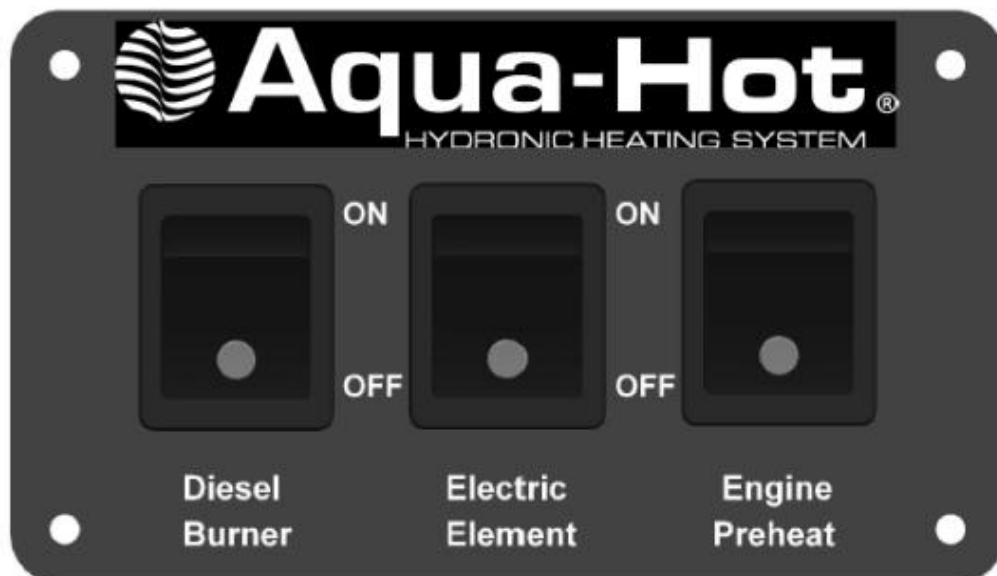 Aqua-Hot®
HYDRONIC HEATING SYSTEM
ON ON
OFF OFF
Diesel Electric Engine
Burner Element Preheat